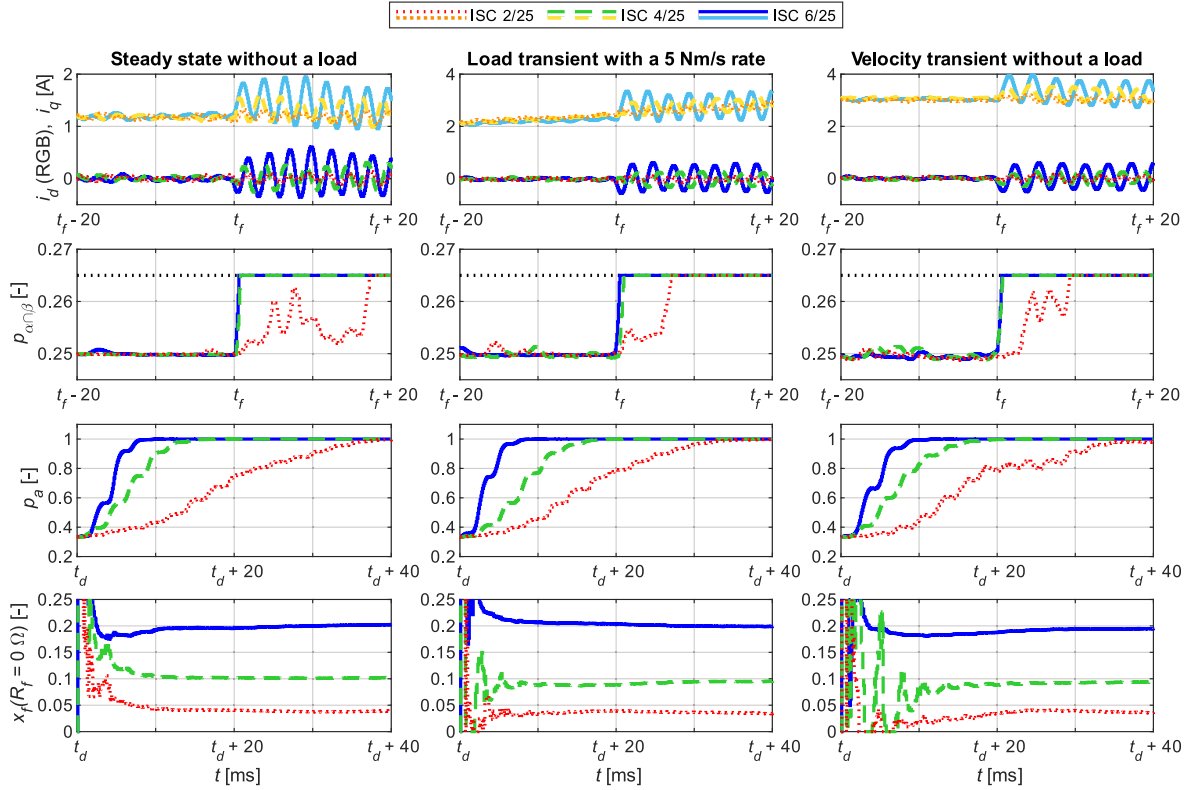 ISC 2/25 ISC 4/25 ISC 6/25
Steady state without a load
Load transient with a 5 Nm/s rate
Velocity transient without a load
i_d (RGB), i_q [A]
2
1
0
t_f - 20 t_f t_f + 20
4
2
0
t_f - 20 t_f t_f + 20
4
2
0
t_f - 20 t_f t_f + 20
p_α∩β [-]
0.27
0.26
0.25
t_f - 20 t_f t_f + 20
0.27
0.26
0.25
t_f - 20 t_f t_f + 20
0.27
0.26
0.25
t_f - 20 t_f t_f + 20
p_a [-]
1
0.8
0.6
0.4
0.2
t_d t_d + 20 t_d + 40
1
0.8
0.6
0.4
0.2
t_d t_d + 20 t_d + 40
1
0.8
0.6
0.4
0.2
t_d t_d + 20 t_d + 40
x_f(R_f = 0 Ω) [-]
0.25
0.2
0.15
0.1
0.05
0
t_d t_d + 20 t_d + 40
t [ms]
0.25
0.2
0.15
0.1
0.05
0
t_d t_d + 20 t_d + 40
t [ms]
0.25
0.2
0.15
0.1
0.05
0
t_d t_d + 20 t_d + 40
t [ms]